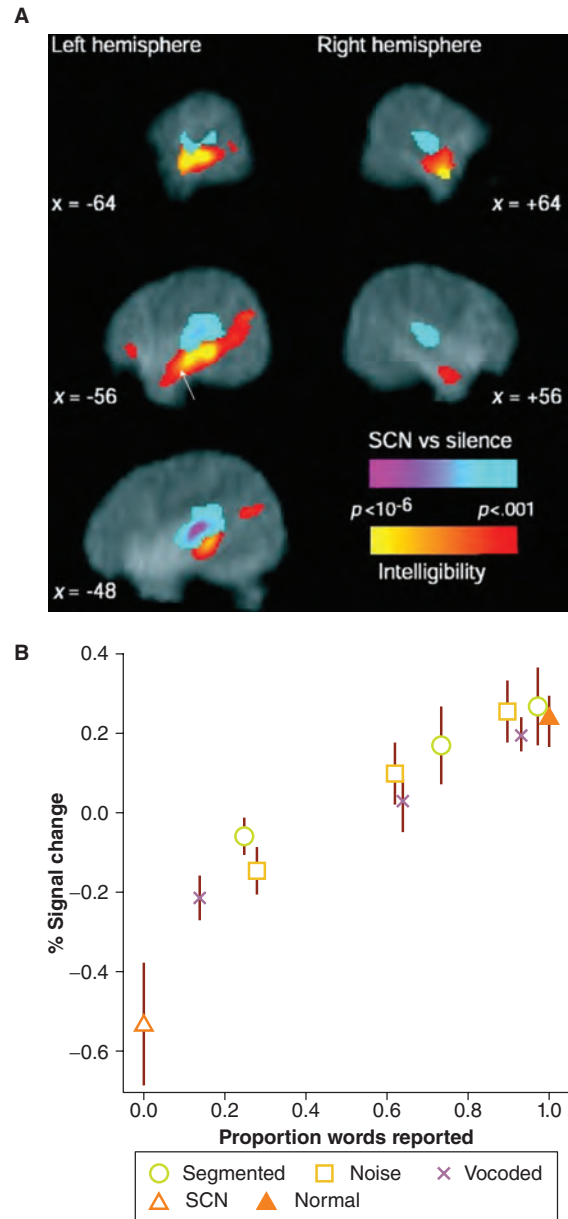 A
Left hemisphere Right hemisphere
x = -64 x = +64
x = -56 x = +56
SCN vs silence
p<10-6 p<.001
Intelligibility
x = -48
B
% Signal change
0.4
0.2
0.0
−0.2
−0.4
−0.6
0.0 0.2 0.4 0.6 0.8 1.0
Proportion words reported
Segmented Noise Vocoded
SCN Normal